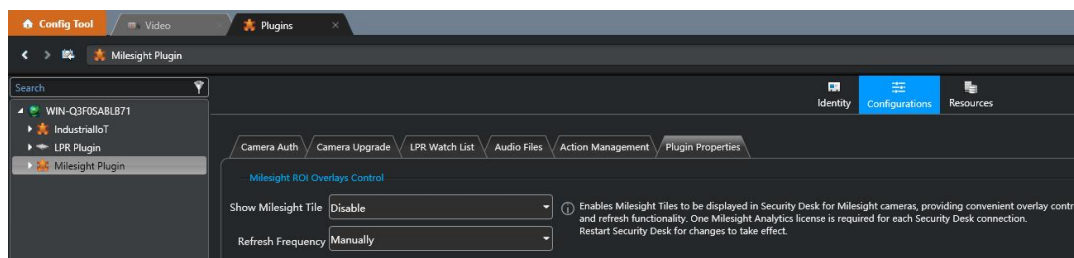 Config Tool
Video
Plugins
Milesight Plugin
Search
WIN-Q3F0SABLB71
IndustrialIoT
LPR Plugin
Milesight Plugin
Identity
Configurations
Resources
Camera Auth
Camera Upgrade
LPR Watch List
Audio Files
Action Management
Plugin Properties
Milesight ROI Overlays Control
Show Milesight Tile
Disable
Enables Milesight Tiles to be displayed in Security Desk for Milesight cameras, providing convenient overlay contr
and refresh functionality. One Milesight Analytics license is required for each Security Desk connection.
Restart Security Desk for changes to take effect.
Refresh Frequency
Manually